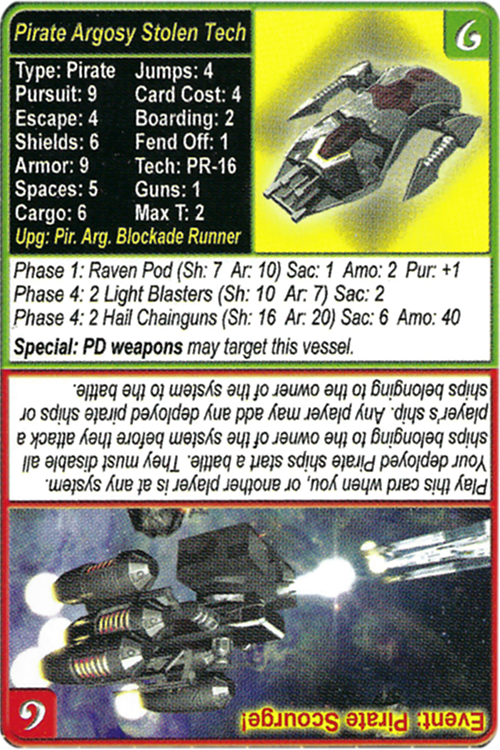 Pirate Argosy Stolen Tech
6
Type: Pirate Jumps: 4
Pursuit: 9 Card Cost: 4
Escape: 4 Boarding: 2
Shields: 6 Fend Off: 1
Armor: 9 Tech: PR-16
Spaces: 5 Guns: 1
Cargo: 6 Max T: 2
Upg: Pir. Arg. Blockade Runner
Phase 1: Raven Pod (Sh: 7 Ar: 10) Sac: 1 Amo: 2 Pur: +1
Phase 4: 2 Light Blasters (Sh: 10 Ar: 7) Sac: 2
Phase 4: 2 Hail Chainguns (Sh: 16 Ar: 20) Sac: 6 Amo: 40
Special: PD weapons may target this vessel.
Event: Pirate Scourge!
6
Play this card when you, or another player is at any system.
Your deployed Pirate ships start a battle. They must disable all
ships belonging to the owner of the system before they attack a
player's ship. Any player may add any deployed pirate ships or
ships belonging to the owner of the system to the battle.